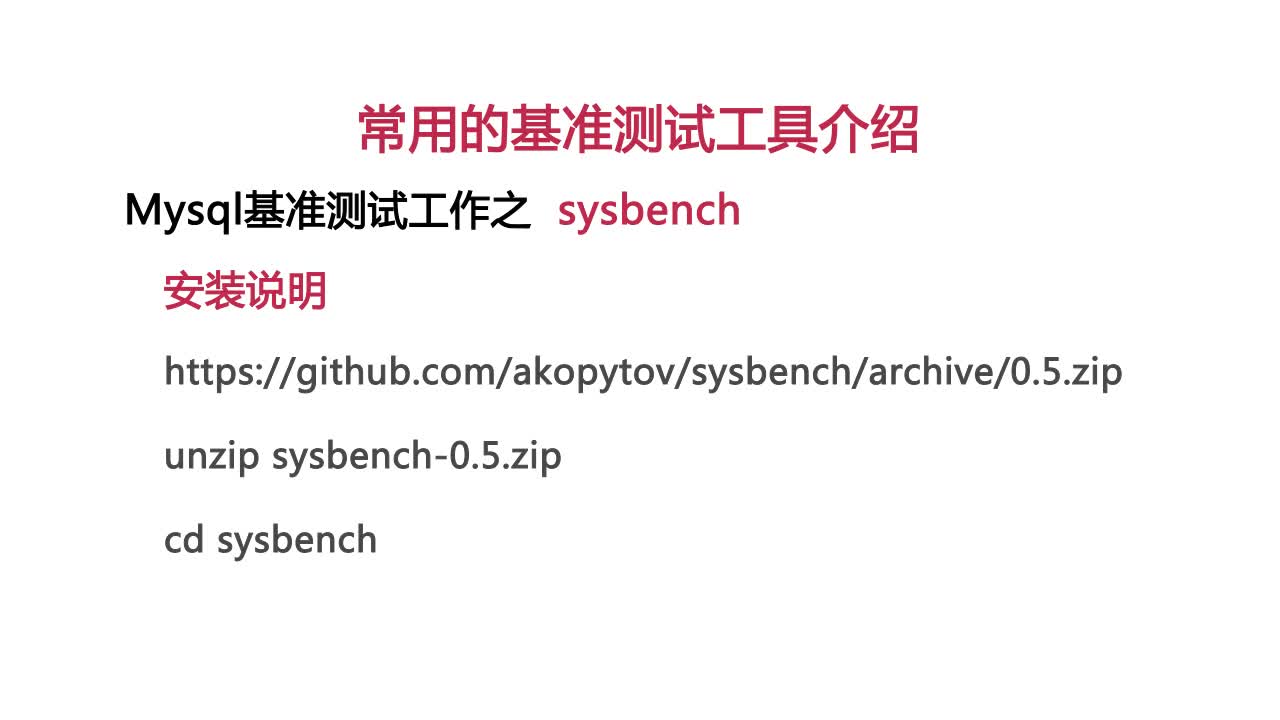 常用的基准测试工具介绍
Mysql基准测试工作之 sysbench
安装说明
https://github.com/akopytov/sysbench/archive/0.5.zip
unzip sysbench-0.5.zip
cd sysbench